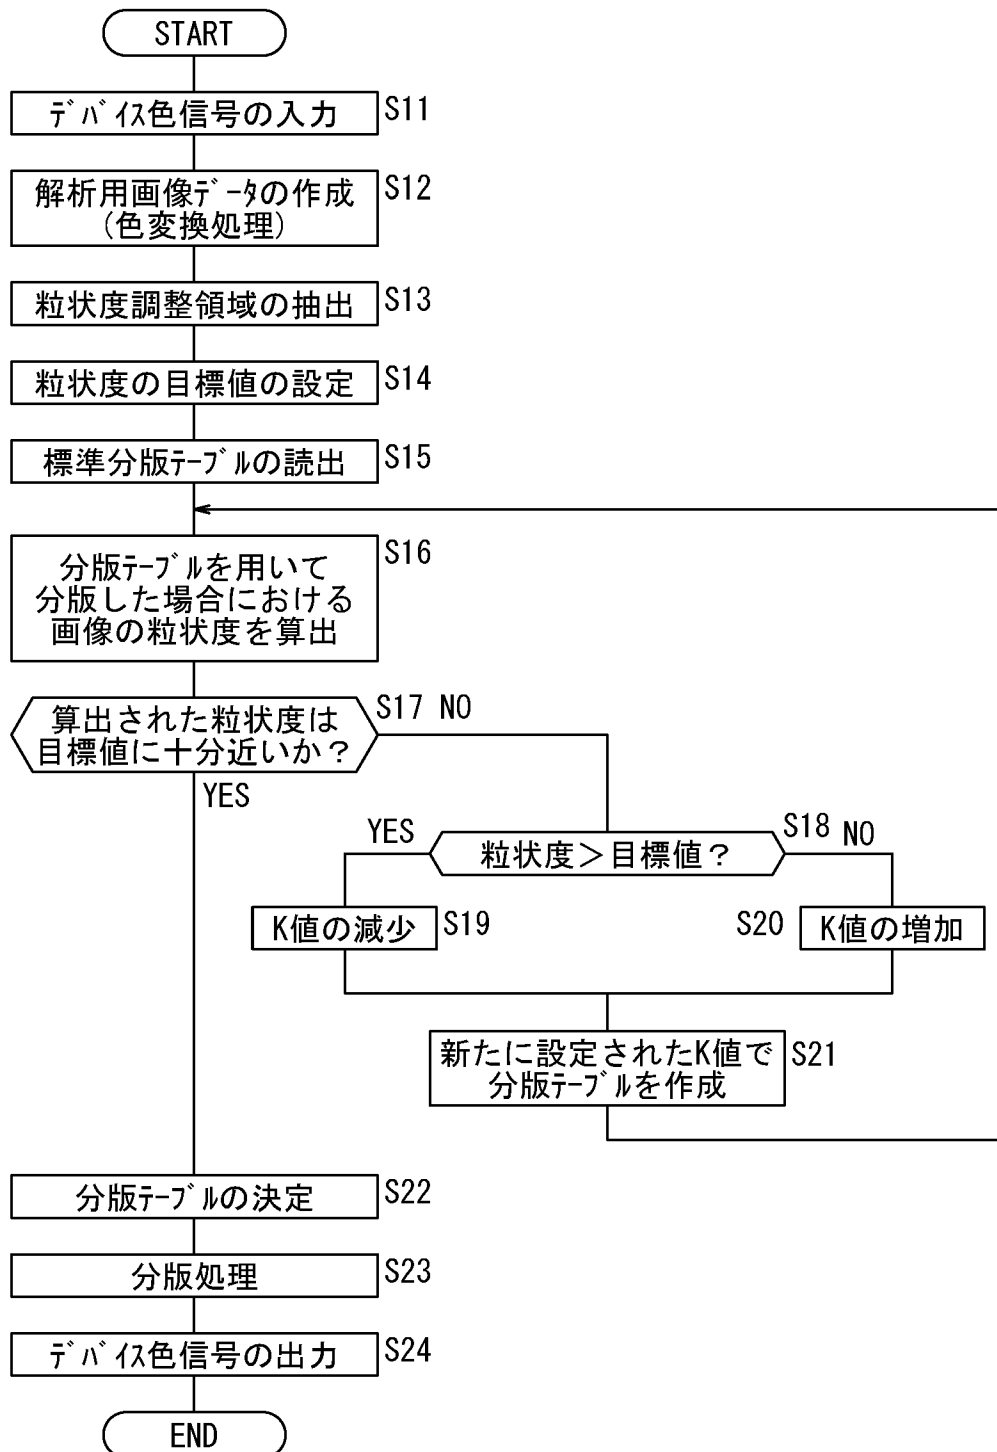 START
ﾃﾞﾊﾞｲｽ色信号の入力
S11
解析用画像ﾃﾞｰﾀの作成
(色変換処理)
S12
粒状度調整領域の抽出
S13
粒状度の目標値の設定
S14
標準分版ﾃｰﾌﾞﾙの読出
S15
分版ﾃｰﾌﾞﾙを用いて
分版した場合における
画像の粒状度を算出
S16
算出された粒状度は
目標値に十分近いか？
S17 NO
YES
YES
粒状度＞目標値？
S18 NO
K値の減少
S19
S20
K値の増加
新たに設定されたK値で
分版ﾃｰﾌﾞﾙを作成
S21
分版ﾃｰﾌﾞﾙの決定
S22
分版処理
S23
ﾃﾞﾊﾞｲｽ色信号の出力
S24
END